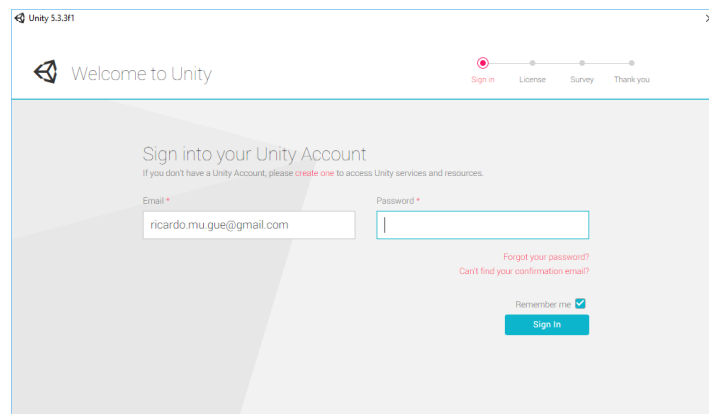 Unity 5.3.3f1
Welcome to Unity
Sign in License Survey Thank you
Sign into your Unity Account
If you don't have a Unity Account, please create one to access Unity services and resources.
Email * Password *
ricardo.mu.gue@gmail.com
Forgot your password?
Can't find your confirmation email?
Remember me
Sign In